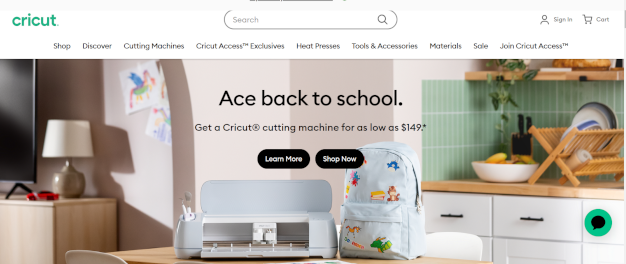 cricut
Search
Sign In
Cart
Shop
Discover
Cutting Machines
Cricut Access™ Exclusives
Heat Presses
Tools & Accessories
Materials
Sale
Join Cricut Access™
Ace back to school.
Get a Cricut® cutting machine for as low as $149.*
Learn More
Shop Now